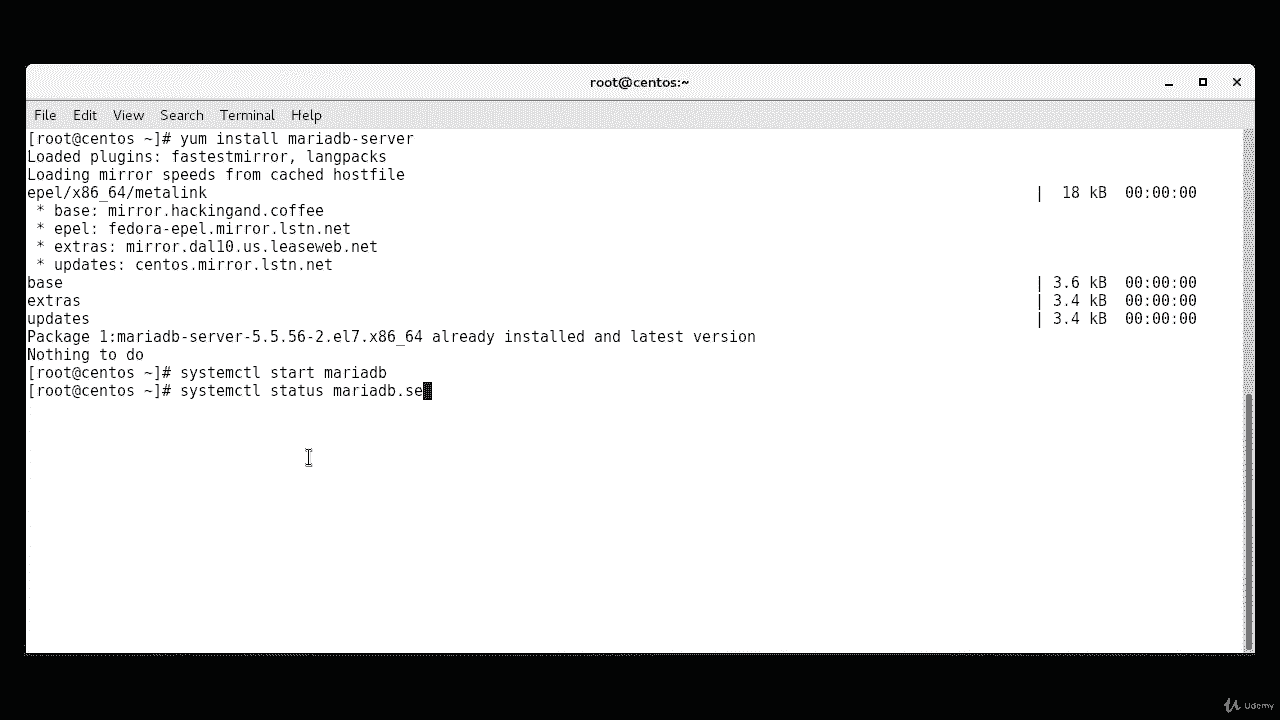 root@centos:~
File Edit View Search Terminal Help
[root@centos ~]# yum install mariadb-server
Loaded plugins: fastestmirror, langpacks
Loading mirror speeds from cached hostfile
epel/x86_64/metalink | 18 kB 00:00:00
* base: mirror.hackingand.coffee
* epel: fedora-epel.mirror.lstn.net
* extras: mirror.dal10.us.leaseweb.net
* updates: centos.mirror.lstn.net
base | 3.6 kB 00:00:00
extras | 3.4 kB 00:00:00
updates | 3.4 kB 00:00:00
Package 1:mariadb-server-5.5.56-2.el7.x86_64 already installed and latest version
Nothing to do
[root@centos ~]# systemctl start mariadb
[root@centos ~]# systemctl status mariadb.se
Udemy